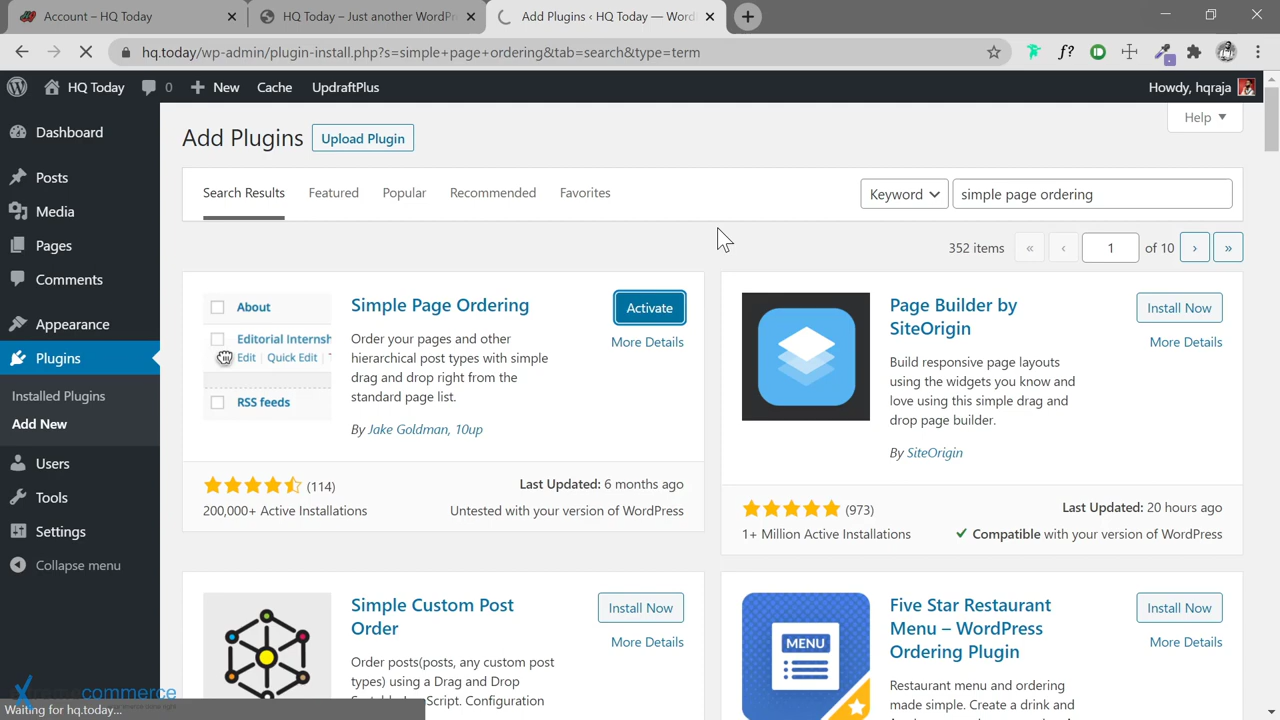 Account – HQ Today
HQ Today – Just another WordPr
Add Plugins ‹ HQ Today — Word
hq.today/wp-admin/plugin-install.php?s=simple+page+ordering&tab=search&type=term
f?
HQ Today
0
New
Cache
UpdraftPlus
Howdy, hqraja
Dashboard
Posts
Media
Pages
Comments
Appearance
Plugins
Installed Plugins
Add New
Users
Tools
Settings
Collapse menu
Add Plugins
Upload Plugin
Help
Search Results
Featured
Popular
Recommended
Favorites
Keyword
simple page ordering
352 items
«
‹
1
of 10
›
»
About
Editorial Internsh
Edit | Quick Edit |
RSS feeds
Simple Page Ordering
Activate
More Details
Order your pages and other
hierarchical post types with simple
drag and drop right from the
standard page list.
By Jake Goldman, 10up
(114)
200,000+ Active Installations
Last Updated: 6 months ago
Untested with your version of WordPress
Page Builder by
SiteOrigin
Install Now
More Details
Build responsive page layouts
using the widgets you know and
love using this simple drag and
drop page builder.
By SiteOrigin
(973)
1+ Million Active Installations
Last Updated: 20 hours ago
Compatible with your version of WordPress
Simple Custom Post
Order
Install Now
More Details
Order posts(posts, any custom post
types) using a Drag and Drop
Script. Configuration
MENU
Five Star Restaurant
Menu – WordPress
Ordering Plugin
Install Now
More Details
Restaurant menu and ordering
made simple. Create a drink and
commerce
Waiting for hq.today...